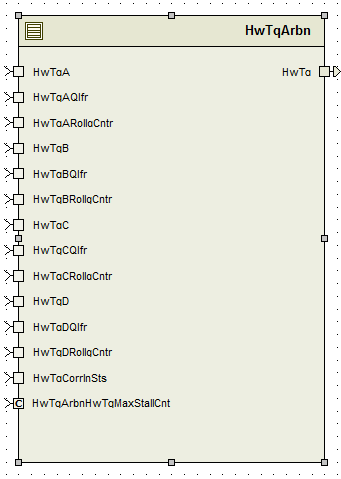 HwTqArbn
HwTqA
HwTq
HwTqAQlfr
HwTqARollgCntr
HwTqB
HwTqBQlfr
HwTqBRollgCntr
HwTqC
HwTqCQlfr
HwTqCRollgCntr
HwTqD
HwTqDQlfr
HwTqDRollgCntr
HwTqCorrlnSts
C HwTqArbnHwTqMaxStallCnt